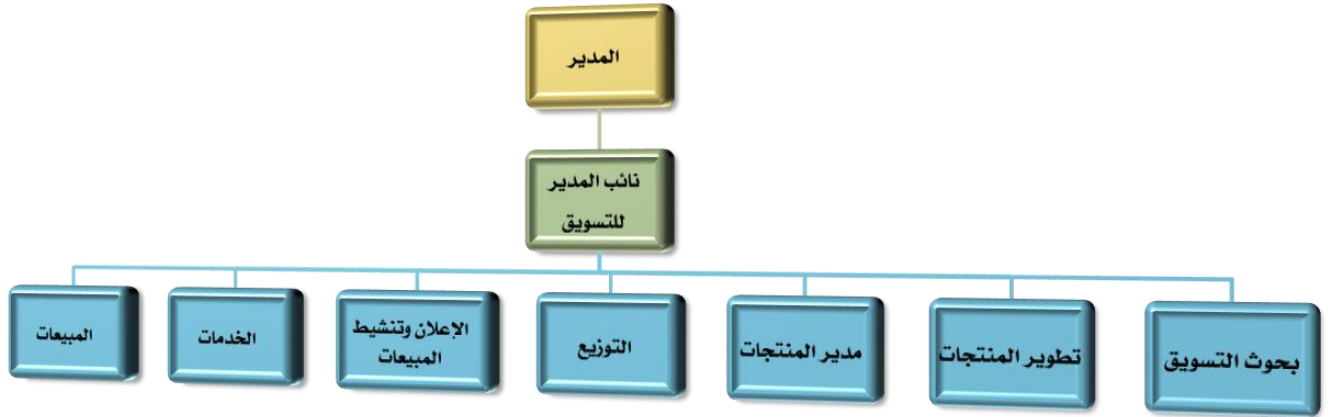 المدير
نائب المدير
للتسويق
بحوث التسويق
تطوير المنتجات
مدير المنتجات
التوزيع
الإعلان وتنشيط
المبيعات
الخدمات
المبيعات